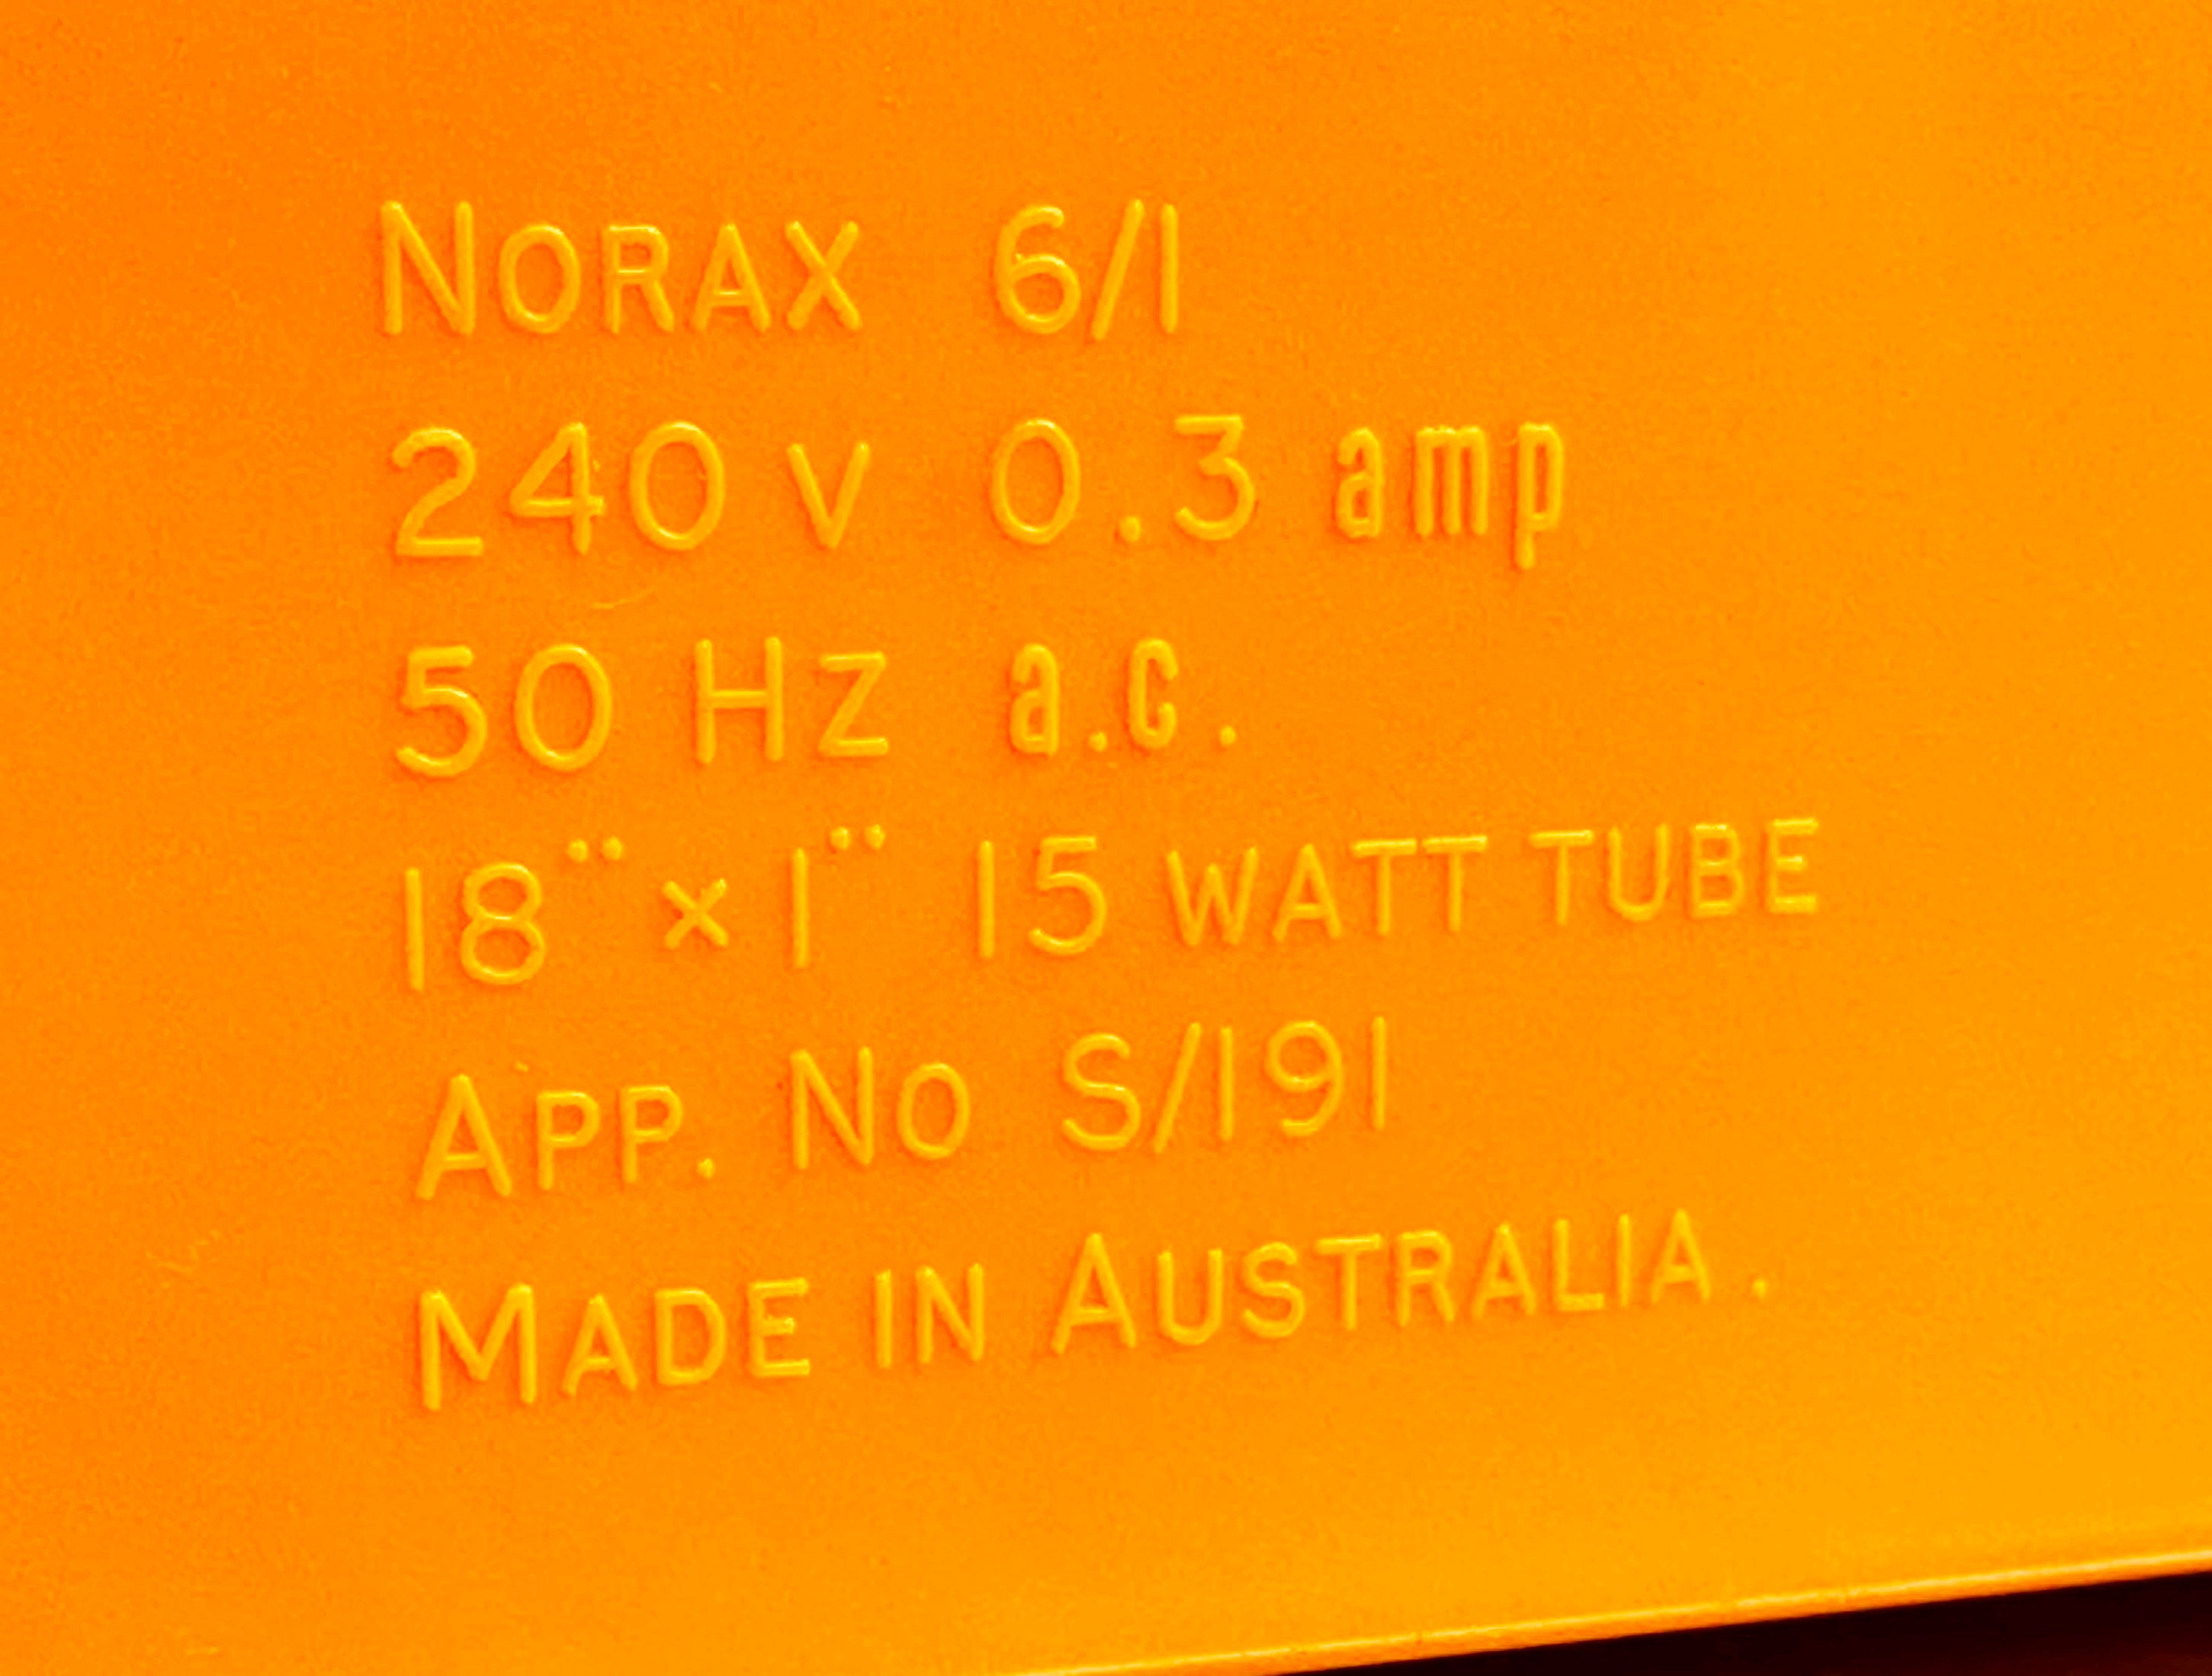 NORAX 6/1
240 V 0.3 amp
50 HZ a.c.
18" × 1" 15 WATT TUBE
APP. NO S/191
MADE IN AUSTRALIA.